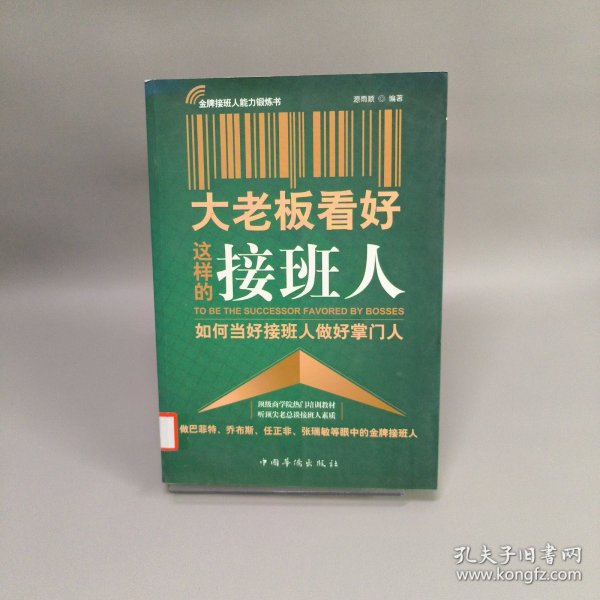 金牌接班人能力锻炼书
源雨颉 ◎ 编著
大老板看好
这样的
接班人
TO BE THE SUCCESSOR FAVORED BY BOSSES
如何当好接班人做好掌门人
顶级商学院热门培训教材
听顶尖老总谈接班人素质
做巴菲特、乔布斯、任正非、张瑞敏等眼中的金牌接班人
中国华侨出版社
孔夫子旧书网
www.kongfz.com